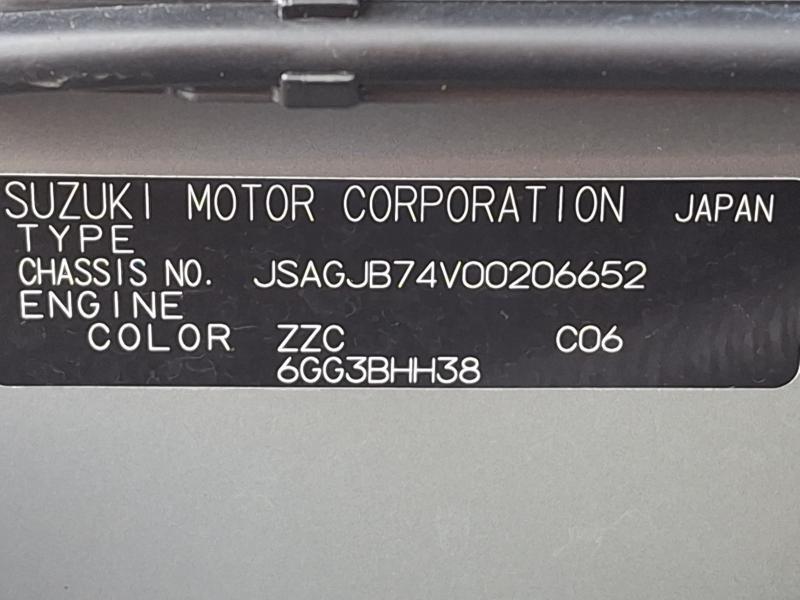 SUZUKI MOTOR CORPORATION JAPAN
TYPE
CHASSIS NO. JSAGJB74V00206652
ENGINE
COLOR ZZC C06
6GG3BHH38